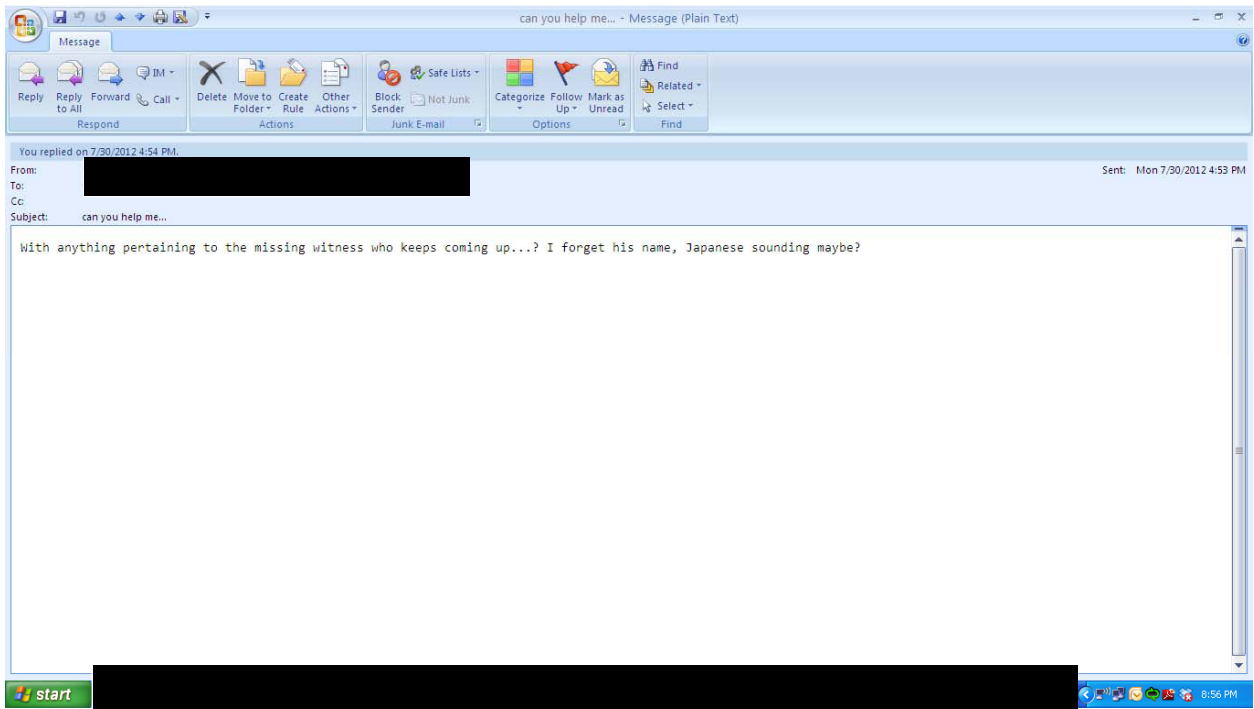 can you help me... - Message (Plain Text)
Message
Reply
Reply to All
Forward
IM
Call
Respond
Delete
Move to Folder
Create Rule
Other Actions
Actions
Block Sender
Safe Lists
Not Junk
Junk E-mail
Categorize
Follow Up
Mark as Unread
Options
Find
Related
Select
Find
You replied on 7/30/2012 4:54 PM.
From:
Sent: Mon 7/30/2012 4:53 PM
To:
Cc:
Subject: can you help me...
With anything pertaining to the missing witness who keeps coming up...? I forget his name, Japanese sounding maybe?
start
8:56 PM